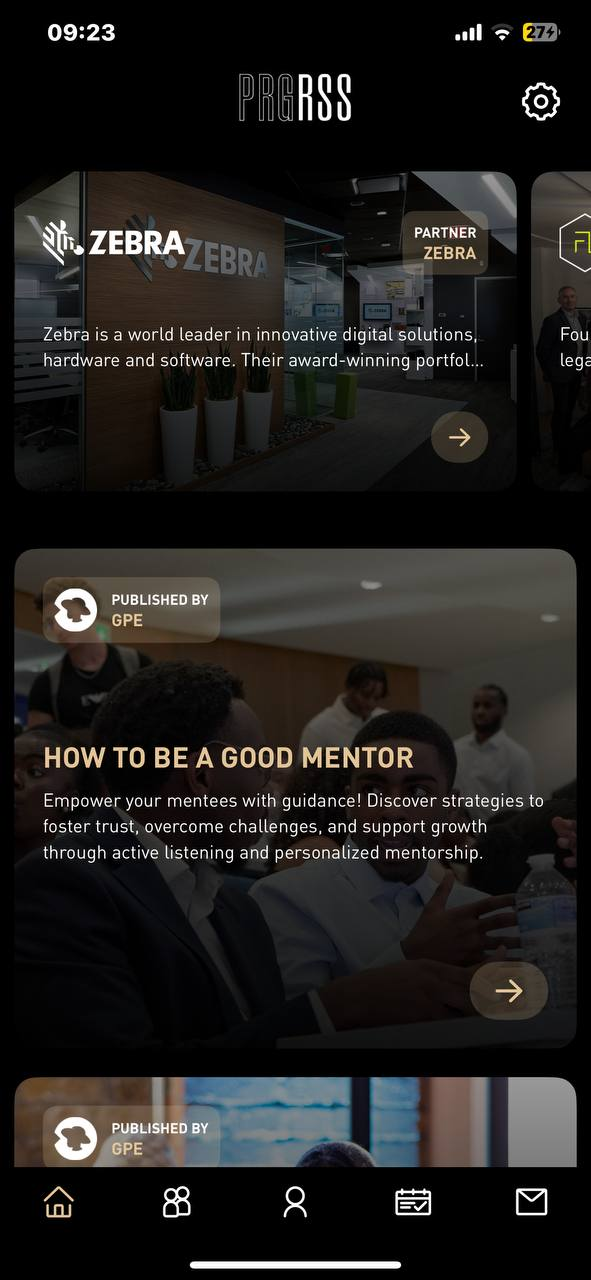 09:23
27
PRGRSS
ZEBRA
ZEBRA
PARTNER
ZEBRA
Zebra is a world leader in innovative digital solutions,
hardware and software. Their award-winning portfol...
Fou
lega
PUBLISHED BY
GPE
HOW TO BE A GOOD MENTOR
Empower your mentees with guidance! Discover strategies to
foster trust, overcome challenges, and support growth
through active listening and personalized mentorship.
PUBLISHED BY
GPE